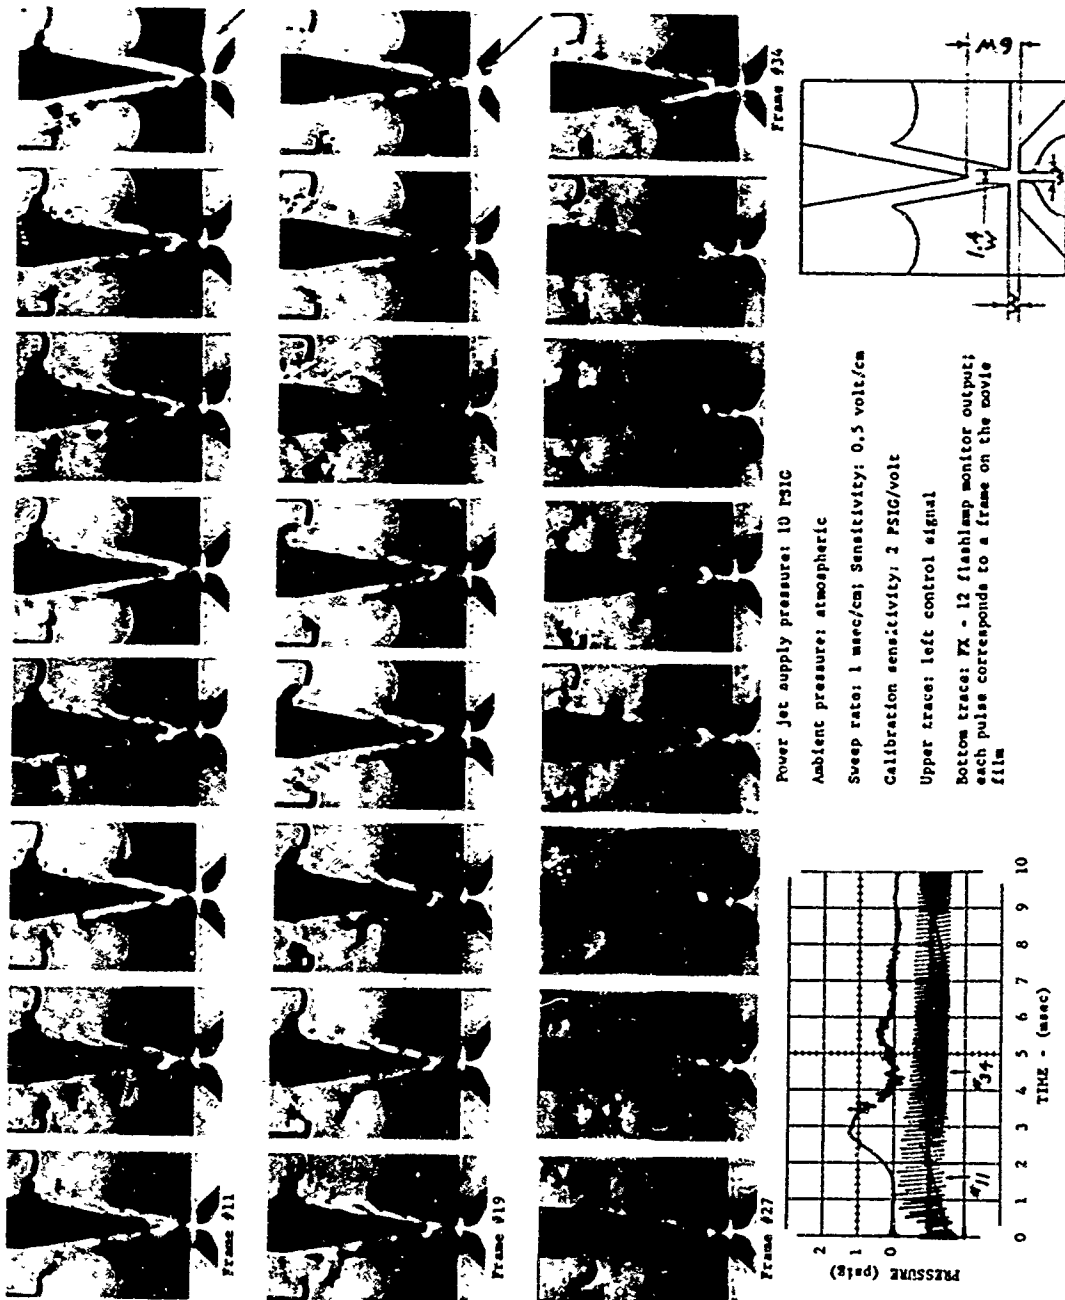 Frame #11
Frame #19
Frame #27
Frame #34
Power jet supply pressure: 10 PSIG
Ambient pressure: atmospheric
Sweep rate: 1 msec/cm; Sensitivity: 0.5 volt/cm
Calibration sensitivity: 2 PSIG/volt
Upper trace: left control signal
Bottom trace: FX - 12 flashlamp monitor output;
each pulse corresponds to a frame on the movie
film
PRESSURE (psig)
2
1
0
#11
#34
0 1 2 3 4 5 6 7 8 9 10
TIME - (msec)
6W
1.4
W